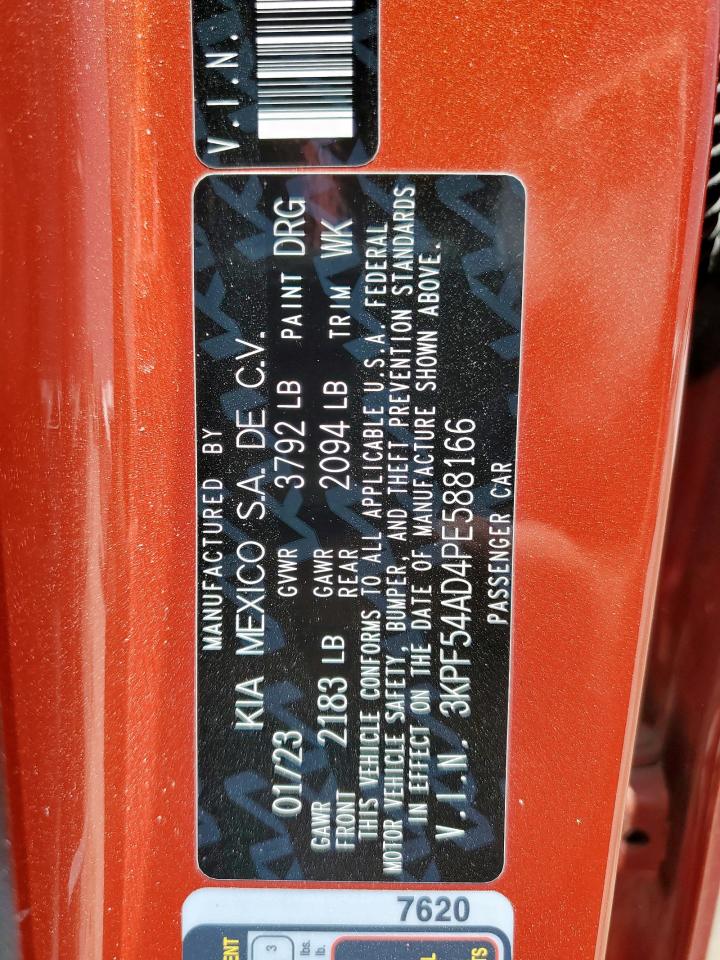 MANUFACTURED BY
KIA MEXICO S.A. DE C.V.
01/23 GVWR 3792 LB PAINT DRG
GAWR FRONT 2183 LB GAWR REAR 2094 LB TRIM WK
THIS VEHICLE CONFORMS TO ALL APPLICABLE U.S.A. FEDERAL
MOTOR VEHICLE SAFETY, BUMPER, AND THEFT PREVENTION STANDARDS
IN EFFECT ON THE DATE OF MANUFACTURE SHOWN ABOVE.
V.I.N. 3KPF54AD4PE588166
PASSENGER CAR
V.I.N.
7620
3
lbs.
lb.